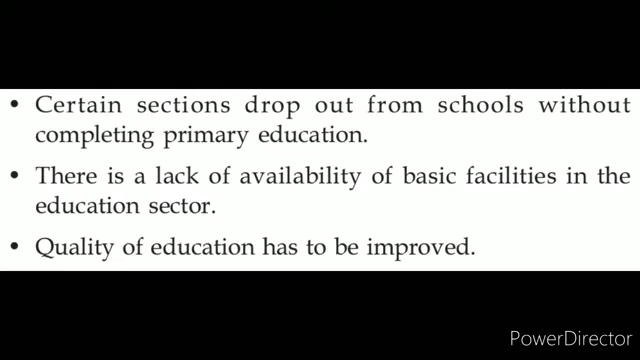 • Certain sections drop out from schools without
completing primary education.
• There is a lack of availability of basic facilities in the
education sector.
• Quality of education has to be improved.
PowerDirector